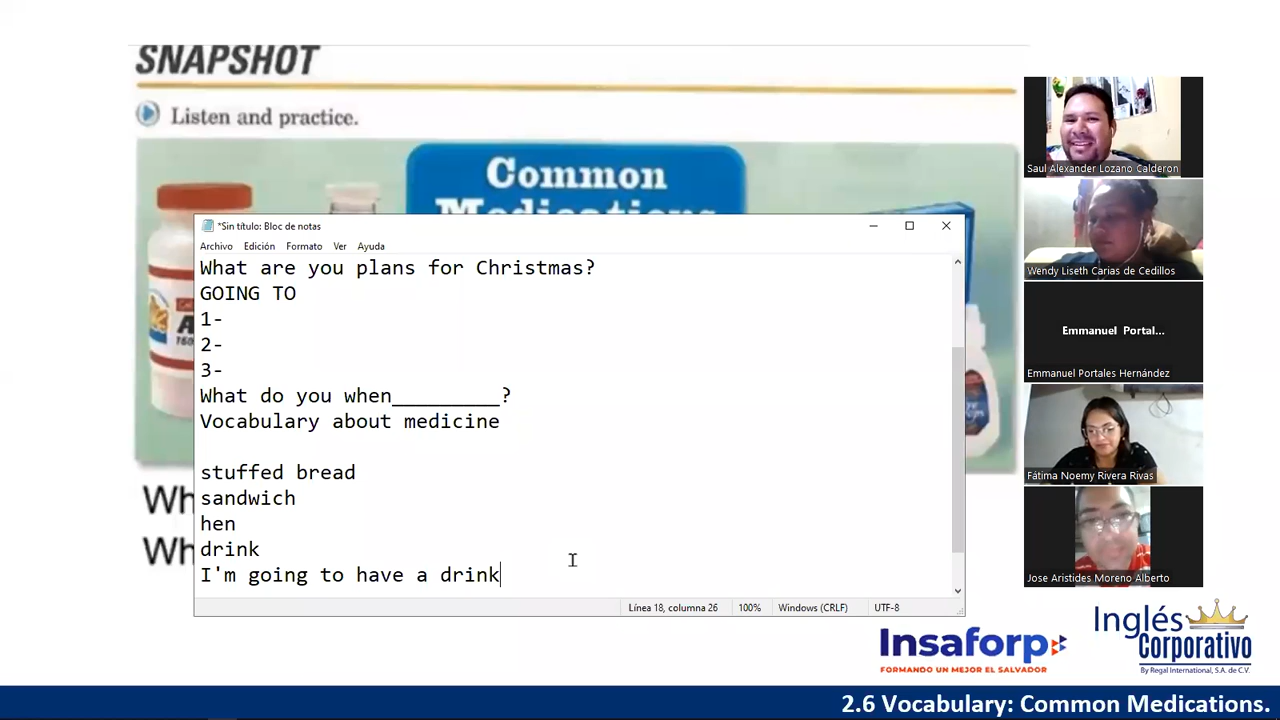 SNAPSHOT
Listen and practice.
Common
Medications
*Sin título: Bloc de notas
Archivo Edición Formato Ver Ayuda
What are you plans for Christmas?
GOING TO
1-
2-
3-
What do you when_________?
Vocabulary about medicine
stuffed bread
sandwich
hen
drink
I'm going to have a drink
Línea 18, columna 26 100% Windows (CRLF) UTF-8
Wh
Wh
Saul Alexander Lozano Calderon
Wendy Liseth Carias de Cedillos
Emmanuel Portal...
Emmanuel Portales Hernández
Fátima Noemy Rivera Rivas
Jose Aristides Moreno Alberto
Insaforp
FORMANDO UN MEJOR EL SALVADOR
Inglés
Corporativo
By Regal International, S.A. de C.V.
2.6 Vocabulary: Common Medications.